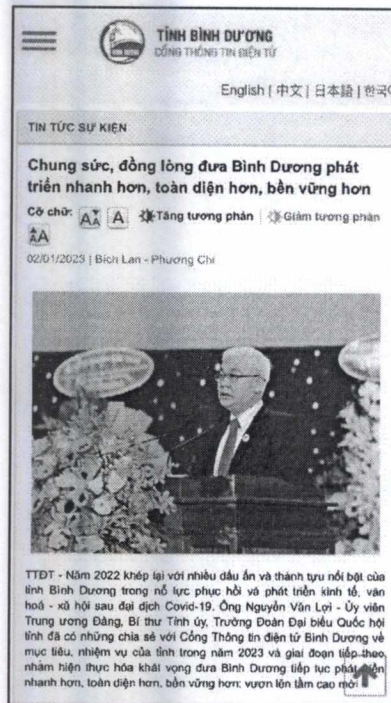 TỈNH BÌNH DƯƠNG
CỔNG THÔNG TIN ĐIỆN TỬ
English | 中文 | 日本語 | 한국어
TIN TỨC SỰ KIỆN
Chung sức, đồng lòng đưa Bình Dương phát
triển nhanh hơn, toàn diện hơn, bền vững hơn
Cỡ chữ: A A Tăng tương phản | Giảm tương phản
AA
02/01/2023 | Bích Lan - Phương Chi
TTĐT - Năm 2022 khép lại với nhiều dấu ấn và thành tựu nổi bật của
tỉnh Bình Dương trong nỗ lực phục hồi và phát triển kinh tế, văn
hoá - xã hội sau đại dịch Covid-19. Ông Nguyễn Văn Lợi - Ủy viên
Trung ương Đảng, Bí thư Tỉnh ủy, Trưởng Đoàn Đại biểu Quốc hội
tỉnh đã có những chia sẻ với Cổng Thông tin điện tử Bình Dương về
mục tiêu, nhiệm vụ của tỉnh trong năm 2023 và giai đoạn tiếp theo
nhằm hiện thực hóa khát vọng đưa Bình Dương tiếp tục phát triển
nhanh hơn, toàn diện hơn, bền vững hơn; vươn lên tầm cao mới